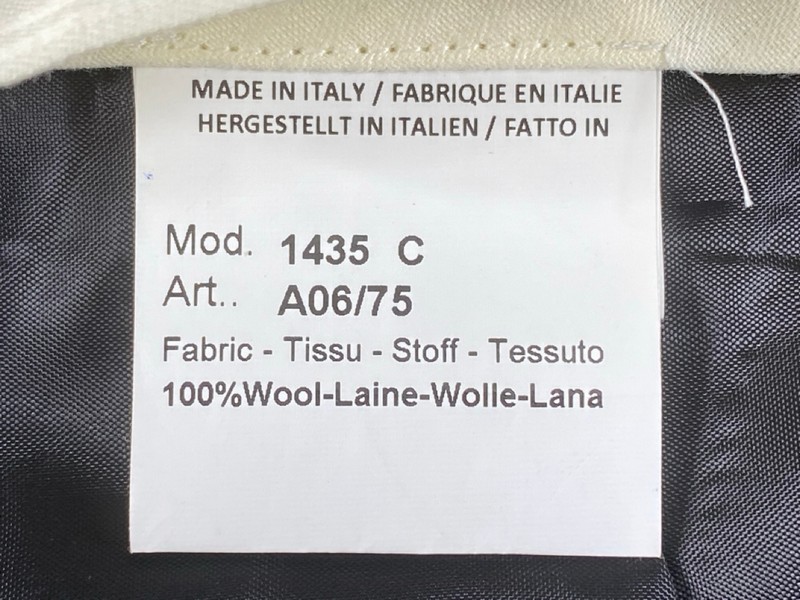 MADE IN ITALY / FABRIQUE EN ITALIE
HERGESTELLT IN ITALIEN / FATTO IN
Mod. 1435 C
Art.. A06/75
Fabric - Tissu - Stoff - Tessuto
100%Wool-Laine-Wolle-Lana